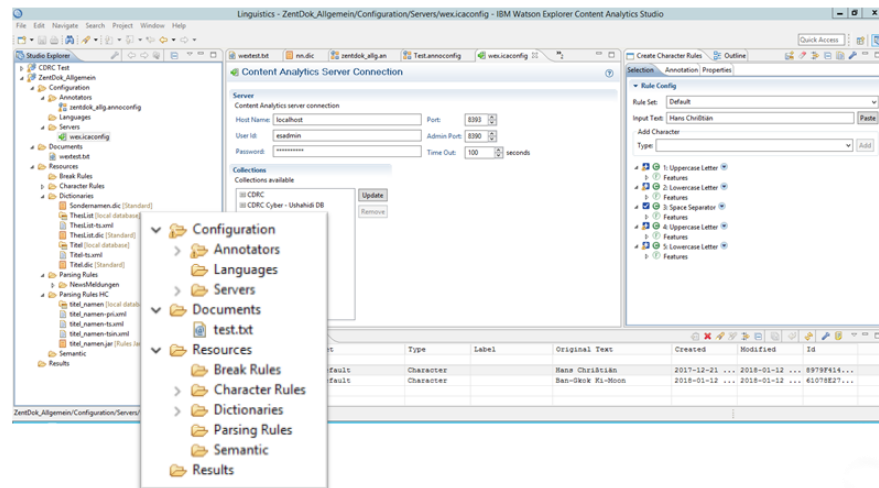 Linguistics - ZentDok_Allgemein/Configuration/Servers/wex.icaconfig - IBM Watson Explorer Content Analytics Studio
File Edit Navigate Search Project Window Help
Quick Access
Studio Explorer
CDRC Test
ZentDok_Allgemein
Configuration
Annotators
zentdok_allg.annoconfig
Languages
Servers
wex.icaconfig
Documents
wextest.txt
Resources
Break Rules
Character Rules
Dictionaries
Sondernamen.dic [Standard]
ThesList [local database]
ThesList-ts.xml
ThesList.dic [Standard]
Titel [local database]
Titel-ts.xml
Titel.dic [Standard]
Parsing Rules
NewsMeldungen
Parsing Rules HC
titel_namen [local datab
titel_namen-pri.xml
titel_namen-ts.xml
titel_namen-tsin.xml
titel_namen.jer [Rules Jar
Semantic
Results
ZentDok_Allgemein/Configuration/Servers/
wextest.txt nn.dic zentdok_allg.an Test.annoconfig wex.icaconfig
Content Analytics Server Connection
Server
Content Analytics server connection
Host Name: localhost Port: 8393
User Id: esadmin Admin Port: 8390
Password: ********** Time Out: 100 seconds
Collections
Collections available
CDRC
CDRC Cyber - Ushahidi DB
Update
Remove
Create Character Rules Outline
Selection Annotation Properties
Rule Config
Rule Set: Default
Input Text: Hans Chrißtián Paste
Add Character
Type: Add
1: Uppercase Letter
Features
2: Lowercase Letter
Features
3: Space Separator
Features
4: Uppercase Letter
Features
5: Lowercase Letter
Features
Configuration
Annotators
Languages
Servers
Documents
test.txt
Resources
Break Rules
Character Rules
Dictionaries
Parsing Rules
Semantic
Results
et Type Label Original Text Created Modified Id
efault Character Hans Chrißtián 2017-12-21 ... 2018-01-12 ... 8979F414...
efault Character Ban-Gkok Ki-Moon 2018-01-12 ... 2018-01-12 ... 61078E27...